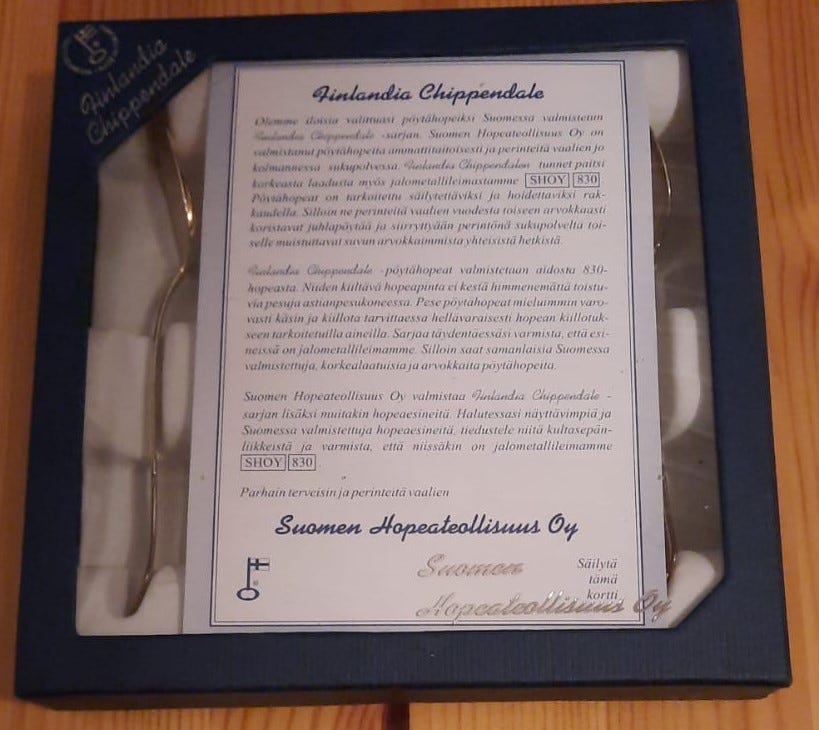 Finlandia
Chippendale
Finlandia Chippendale
Olemme iloisia valittuasi pöytähopeiksi Suomessa valmistetun
Finlandia Chippendale -sarjan. Suomen Hopeateollisuus Oy on
valmistanut pöytähopeita ammattitaitoisesti ja perinteitä vaalien jo
kolmannessa sukupolvessa. Finlandia Chippendalen tunnet paitsi
korkeasta laadusta myös jalometallileimastamme SHOY 830
Pöytähopeat on tarkoitettu säilytettäviksi ja hoidettaviksi rak-
kaudella. Silloin ne perinteitä vaalien vuodesta toiseen arvokkaasti
koristavat juhlapöytää ja siirryttyään perintönä sukupolvelta toi-
selle muistuttavat suvun arvokkaimmista yhteisistä hetkistä.
Finlandia Chippendale -pöytähopeat valmistetaan aidosta 830-
hopeasta. Niiden kiiltävä hopeapinta ei kestä himmenemättä toistu-
via pesuja astianpesukoneessa. Pese pöytähopeat mieluimmin varo-
vasti käsin ja kiillota tarvittaessa hellävaraisesti hopean kiillotuk-
seen tarkoitetuilla aineilla. Sarjaa täydentäessäsi varmista, että esi-
neissä on jalometallileimamme. Silloin saat samanlaisia Suomessa
valmistettuja, korkealaatuisia ja arvokkaita pöytähopeita.
Suomen Hopeateollisuus Oy valmistaa Finlandia Chippendale -
sarjan lisäksi muitakin hopeaesineitä. Halutessasi näyttävimpiä ja
Suomessa valmistettuja hopeaesineitä, tiedustele niitä kultasepän-
liikkeistä ja varmista, että niissäkin on jalometallileimamme
SHOY 830
Parhain terveisin ja perinteitä vaalien
Suomen Hopeateollisuus Oy
Säilytä
tämä
kortti
Suomen
Hopeateollisuus Oy